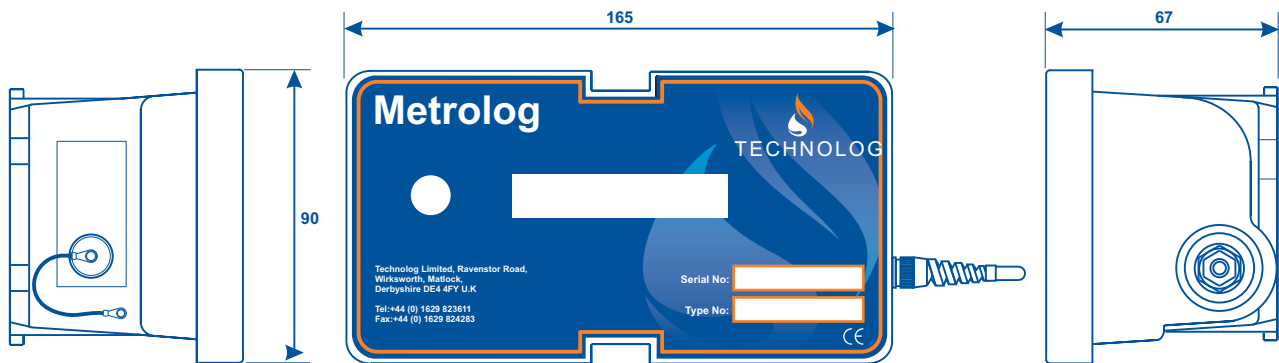 165
67
90
Metrolog
TECHNOLOG
Technolog Limited, Ravenstor Road,
Wirksworth, Matlock,
Derbyshire DE4 4FY U.K
Tel:+44 (0) 1629 823611
Fax:+44 (0) 1629 824283
Serial No:
Type No:
CE